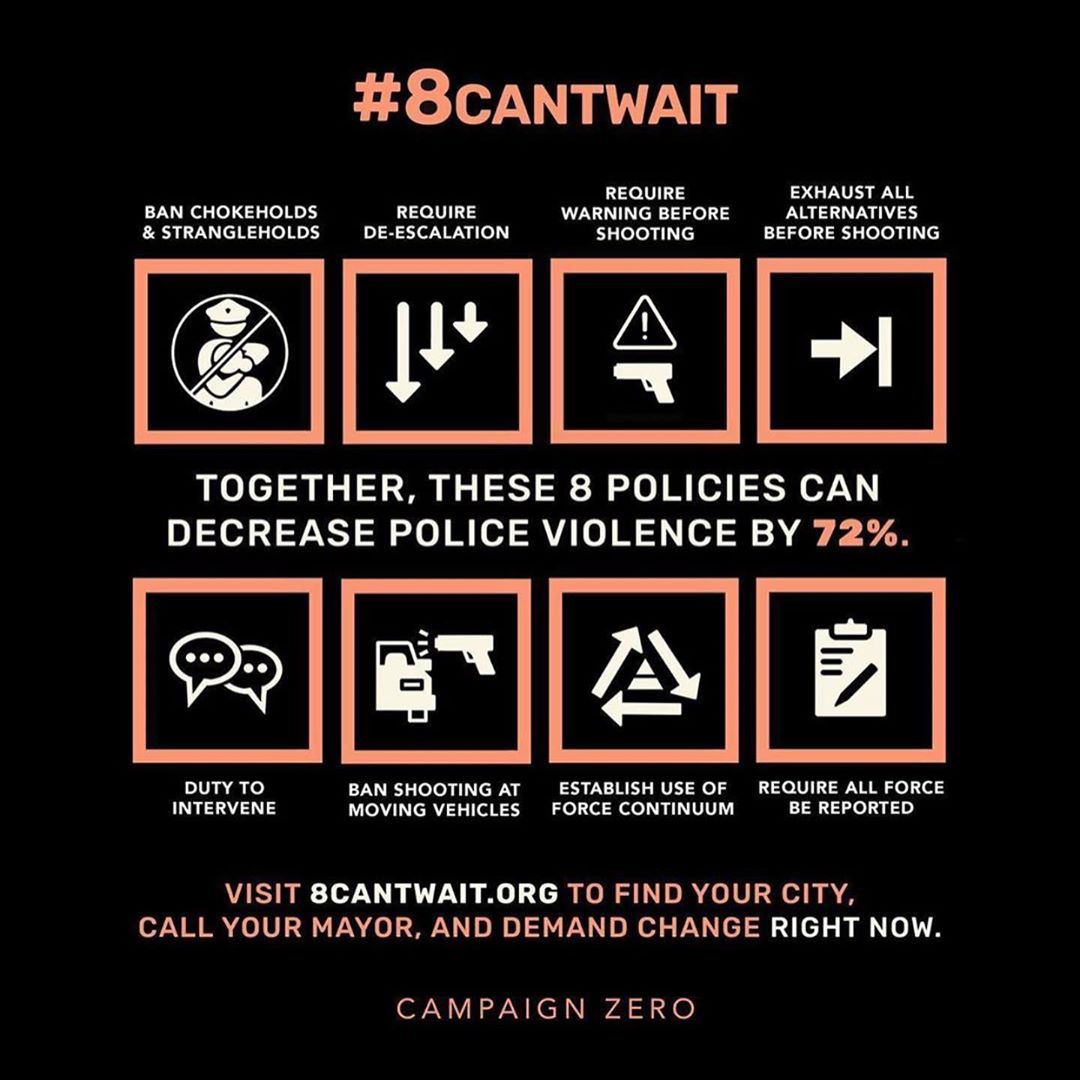 #8CANTWAIT
BAN CHOKEHOLDS
& STRANGLEHOLDS
REQUIRE
DE-ESCALATION
REQUIRE
WARNING BEFORE
SHOOTING
EXHAUST ALL
ALTERNATIVES
BEFORE SHOOTING
TOGETHER, THESE 8 POLICIES CAN
DECREASE POLICE VIOLENCE BY 72%.
DUTY TO
INTERVENE
BAN SHOOTING AT
MOVING VEHICLES
ESTABLISH USE OF
FORCE CONTINUUM
REQUIRE ALL FORCE
BE REPORTED
VISIT 8CANTWAIT.ORG TO FIND YOUR CITY,
CALL YOUR MAYOR, AND DEMAND CHANGE RIGHT NOW.
CAMPAIGN ZERO